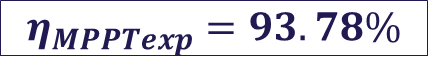 η_MPPTexp = 93.78%